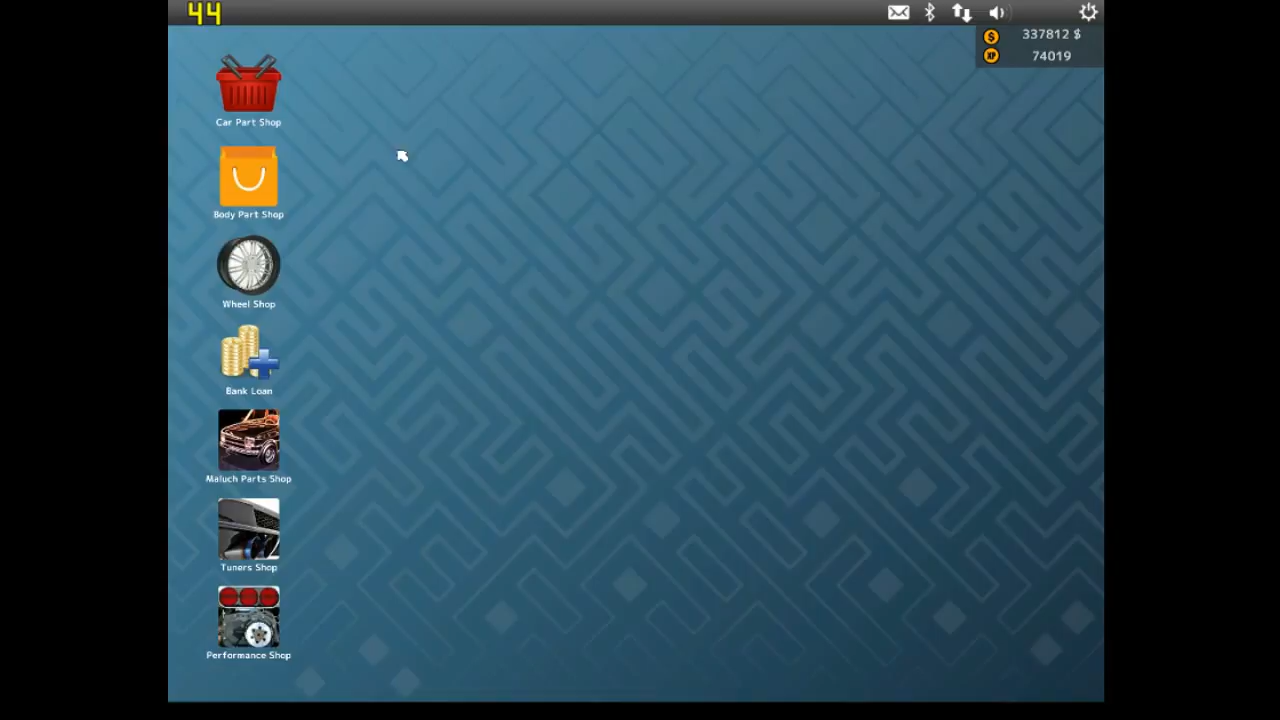 44
337812 $
XP 74019
Car Part Shop
Body Part Shop
Wheel Shop
Bank Loan
Maluch Parts Shop
Tuners Shop
Performance Shop